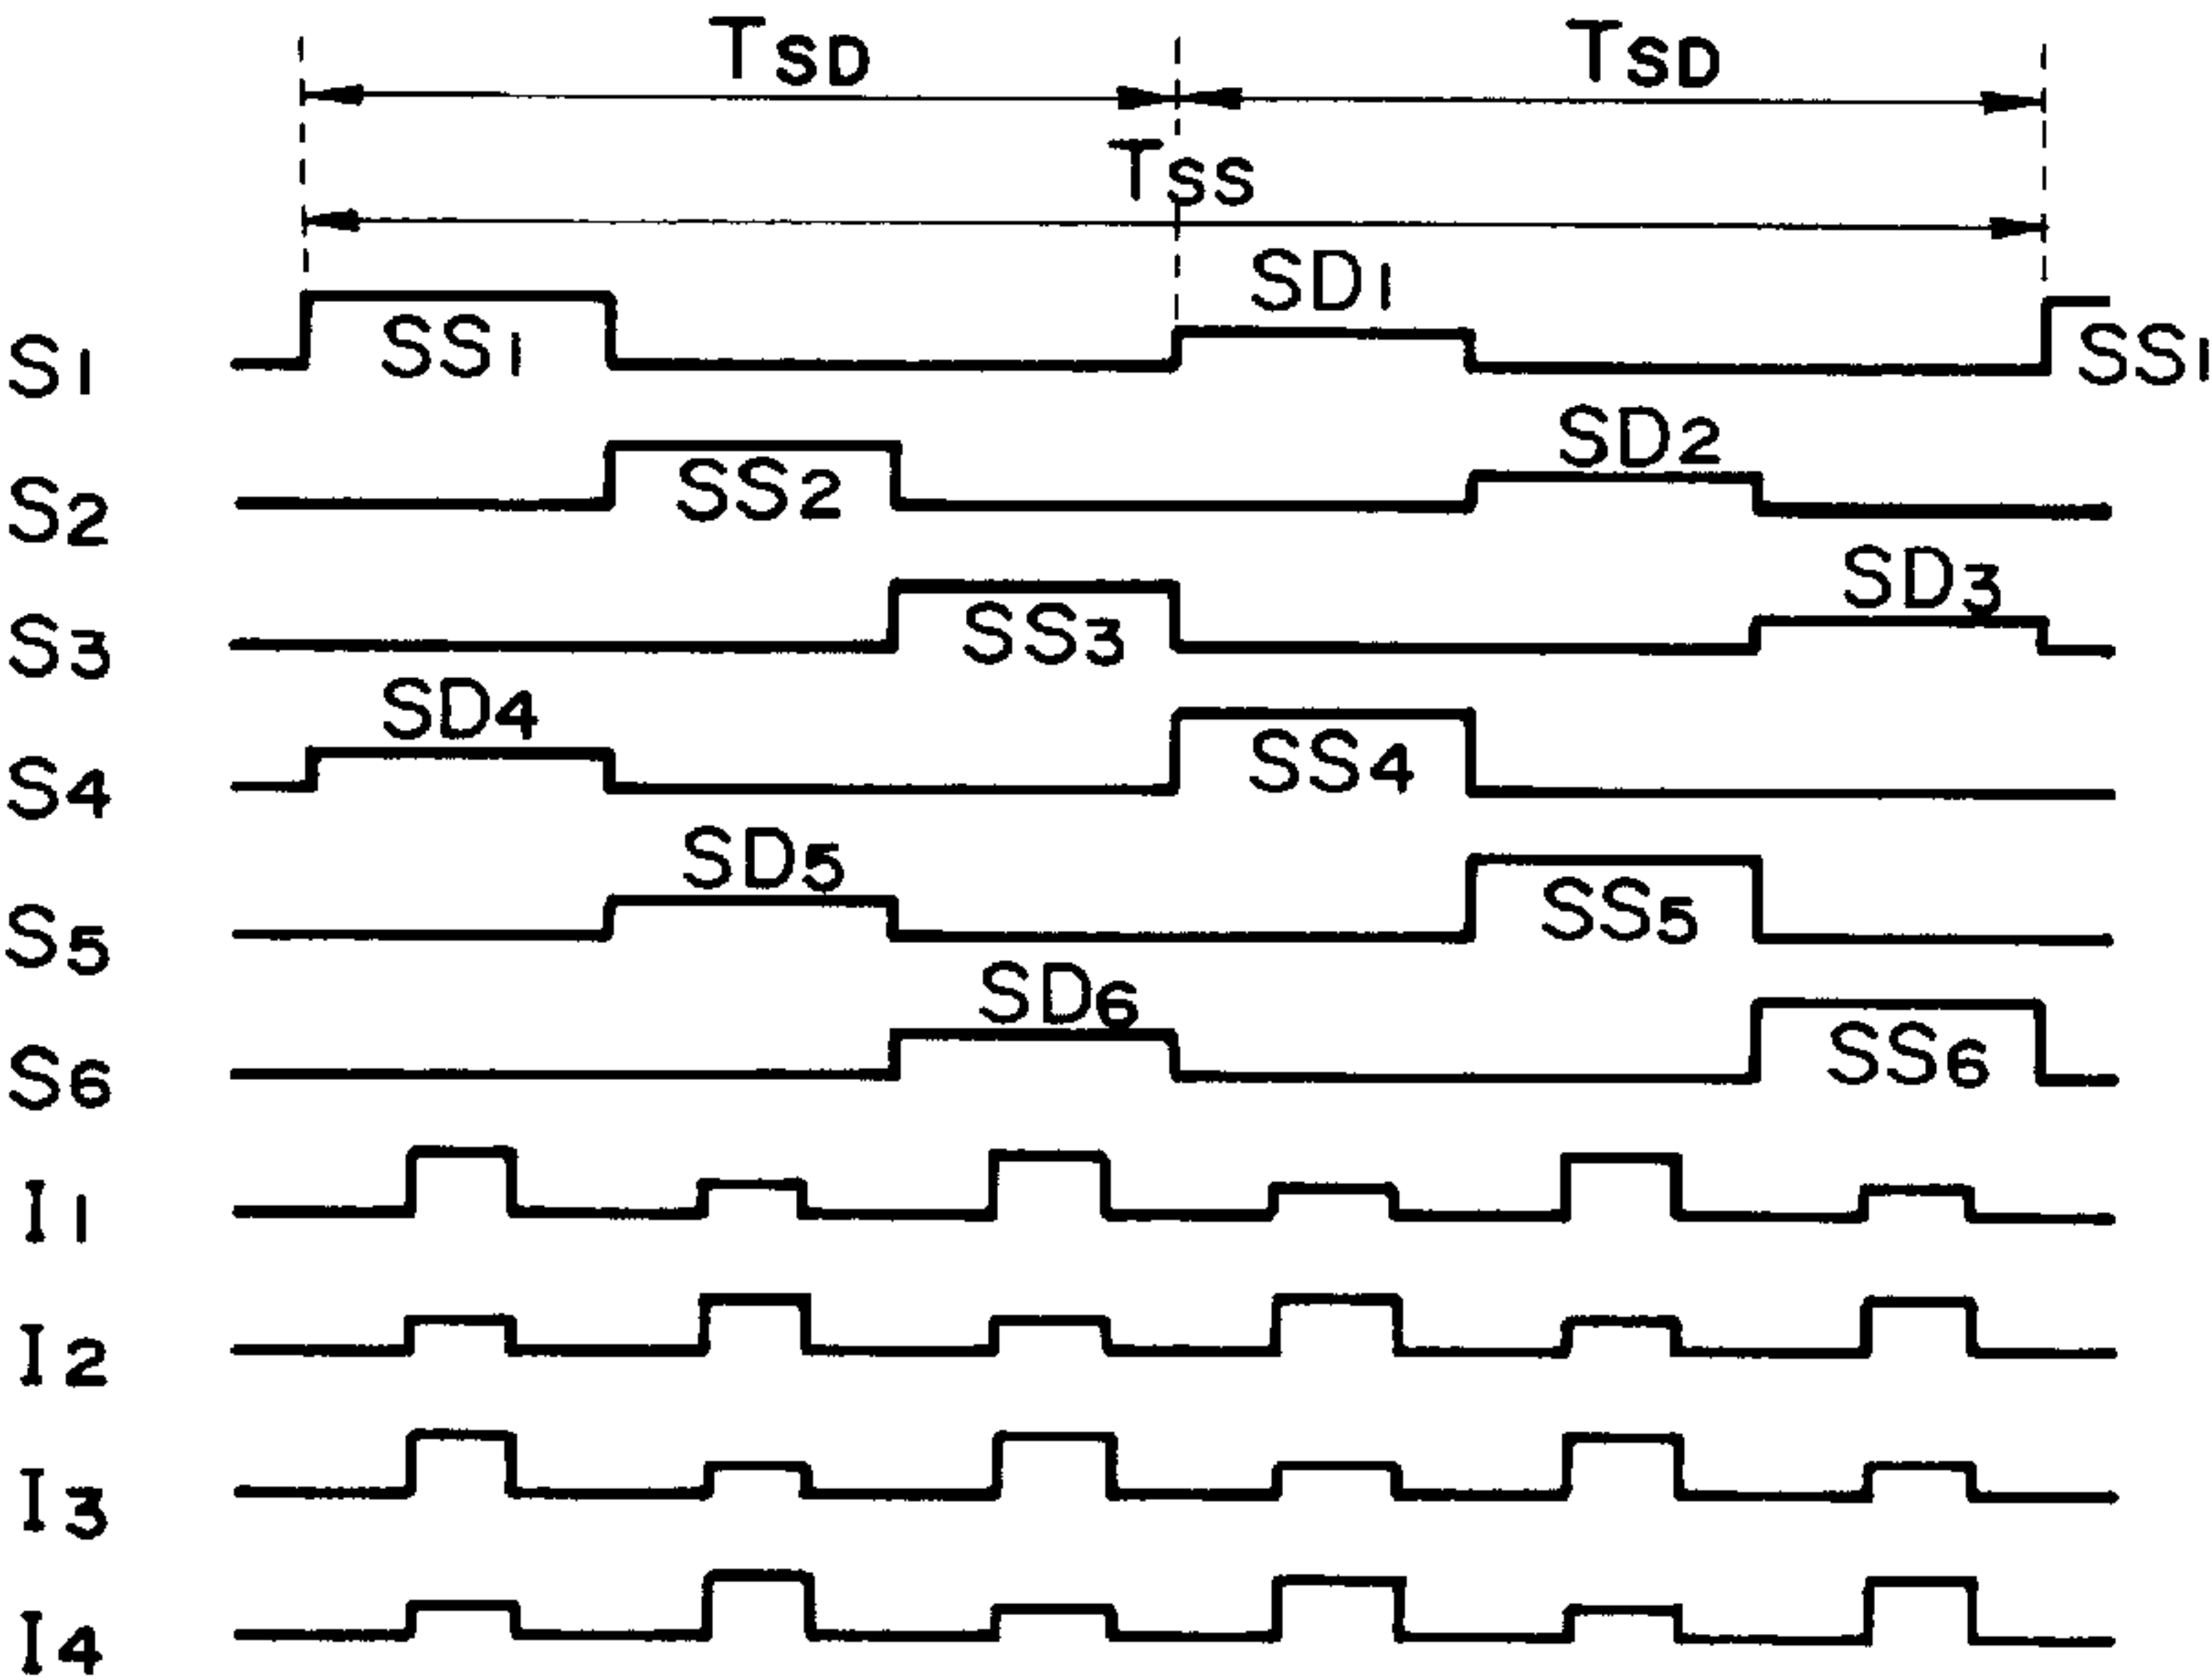 TSD TSD
TSS
S1 SS1 SD1 SS1
S2 SS2 SD2
S3 SS3 SD3
S4 SD4 SS4
S5 SD5 SS5
S6 SD6 SS6
I1
I2
I3
I4